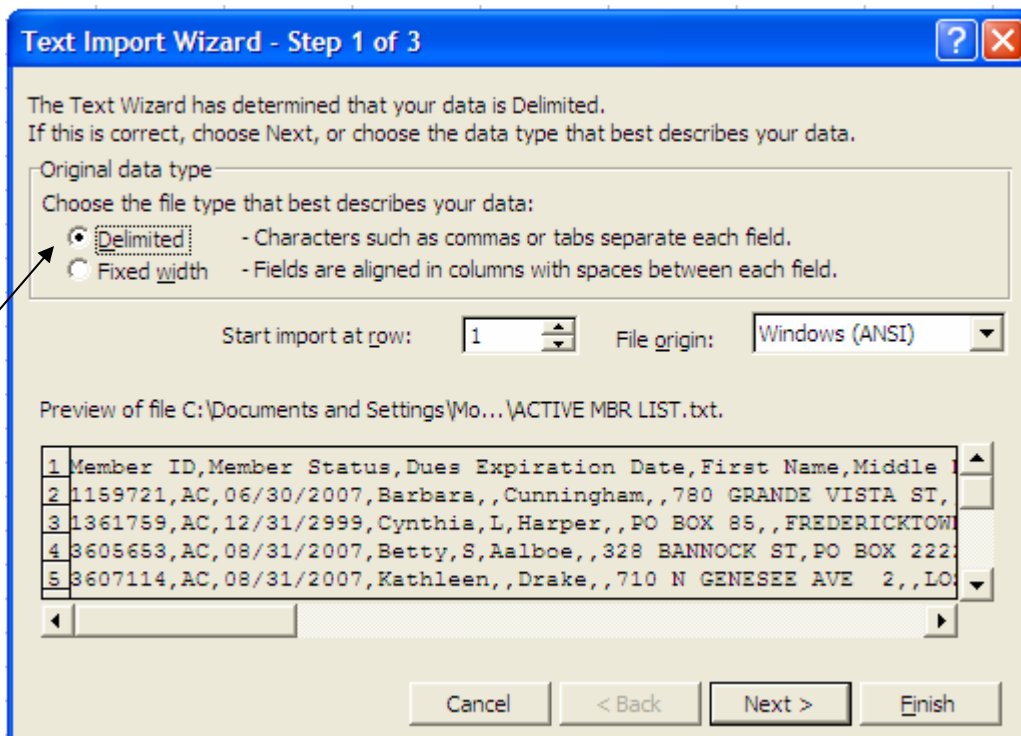 Text Import Wizard - Step 1 of 3
The Text Wizard has determined that your data is Delimited.
If this is correct, choose Next, or choose the data type that best describes your data.
Original data type
Choose the file type that best describes your data:
Delimited - Characters such as commas or tabs separate each field.
Fixed width - Fields are aligned in columns with spaces between each field.
Start import at row: 1 File origin: Windows (ANSI)
Preview of file C:\Documents and Settings\Mo...\ACTIVE MBR LIST.txt.
1 Member ID,Member Status,Dues Expiration Date,First Name,Middle
2 1159721,AC,06/30/2007,Barbara,,Cunningham,,780 GRANDE VISTA ST,
3 1361759,AC,12/31/2999,Cynthia,L,Harper,,PO BOX 85,,FREDERICKTOW
4 3605653,AC,08/31/2007,Betty,S,Aalboe,,328 BANNOCK ST,PO BOX 222
5 3607114,AC,08/31/2007,Kathleen,,Drake,,710 N GENESEE AVE 2,,LO
Cancel < Back Next > Finish